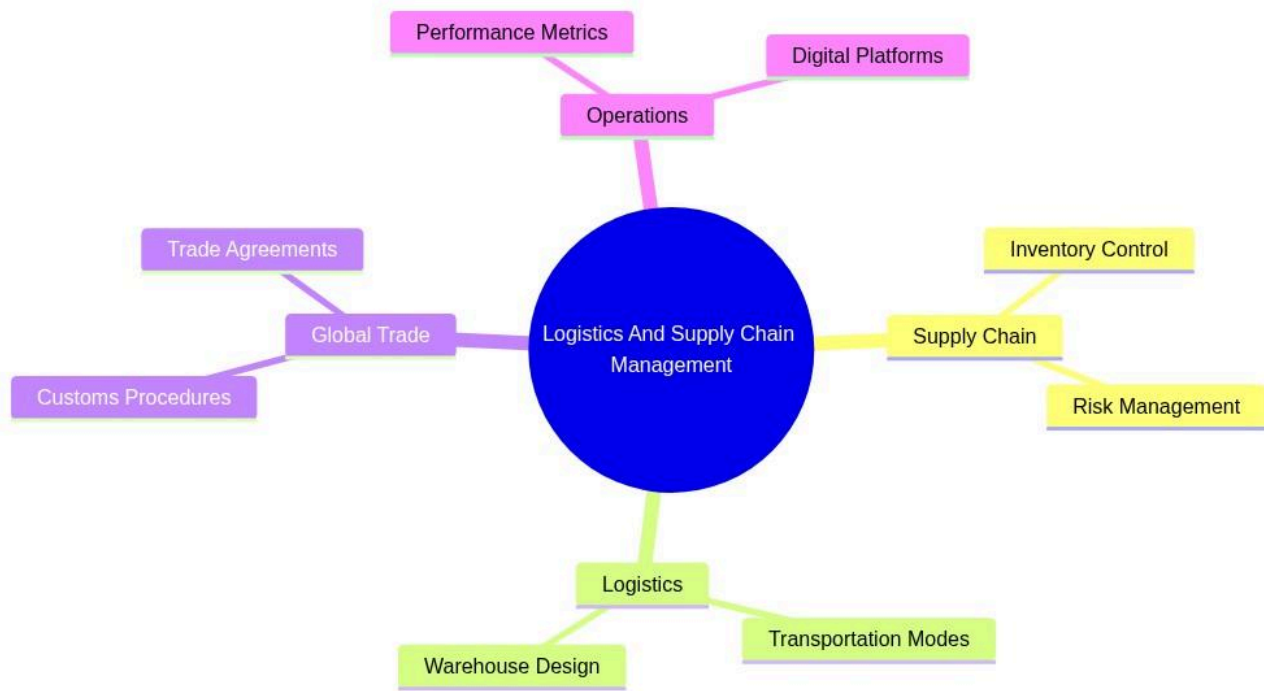 Performance Metrics
Digital Platforms
Operations
Trade Agreements
Inventory Control
Global Trade
Logistics And Supply Chain
Management
Supply Chain
Customs Procedures
Risk Management
Logistics
Transportation Modes
Warehouse Design